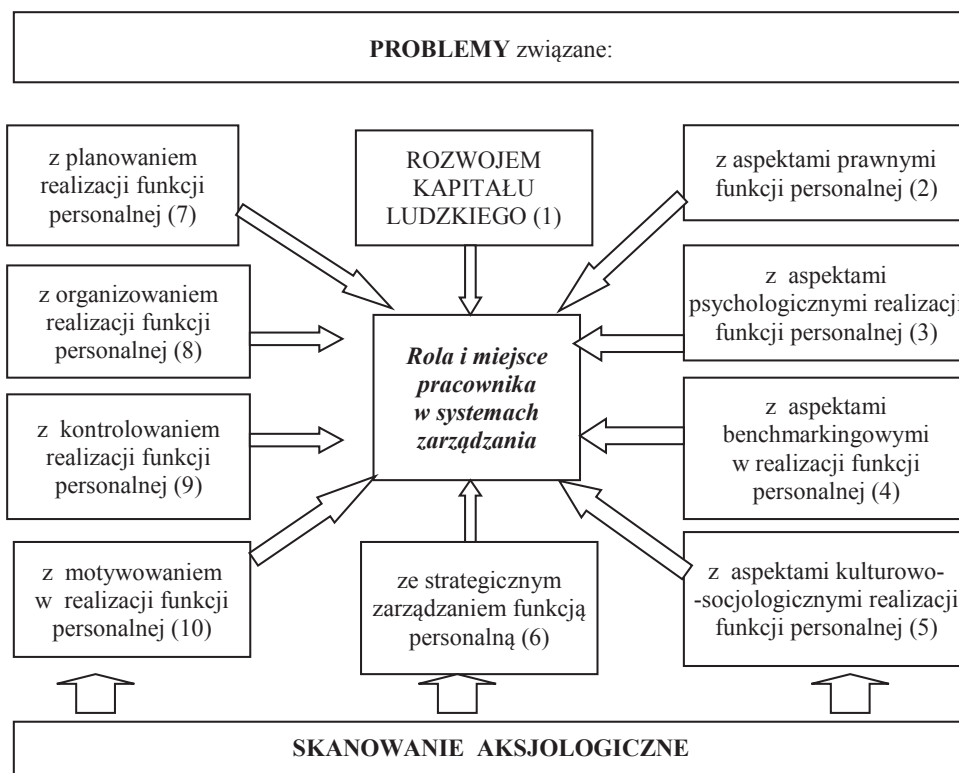 PROBLEMY związane:
z planowaniem
realizacji funkcji
personalnej (7)
ROZWOJEM
KAPITAŁU
LUDZKIEGO (1)
z aspektami prawnymi
funkcji personalnej (2)
z organizowaniem
realizacji funkcji
personalnej (8)
Rola i miejsce
pracownika
w systemach
zarządzania
z aspektami
psychologicznymi realizacji
funkcji personalnej (3)
z kontrolowaniem
realizacji funkcji
personalnej (9)
z aspektami
benchmarkingowymi
w realizacji funkcji
personalnej (4)
z motywowaniem
w realizacji funkcji
personalnej (10)
ze strategicznym
zarządzaniem funkcją
personalną (6)
z aspektami kulturowo-
-socjologicznymi realizacji
funkcji personalnej (5)
SKANOWANIE AKSJOLOGICZNE